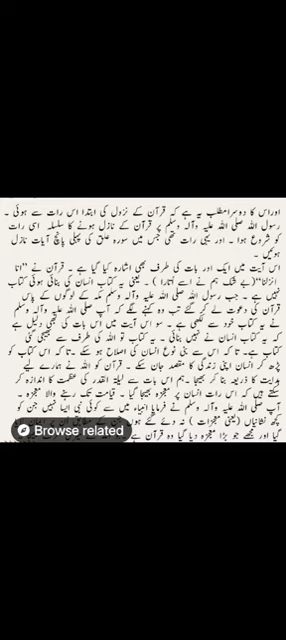 اور اس کا دوسرا مطلب یہ ہے کہ قرآن کے نزول کی ابتدا اس رات سے ہوئی ۔
رسول اللہ صلی اللہ علیہ وآلہ وسلم پر قرآن کے نازل ہونے کا سلسلہ اسی رات
کو شروع ہوا ۔ اور یہی رات تھی جس میں سورہ علق کی پہلی پانچ آیات نازل
ہوئیں ۔
اس آیت میں ایک اور بات کی طرف بھی اشارہ کیا گیا ہے ۔ قرآن نے "انا
انزلنا" (بے شک ہم نے اسے اتارا) ۔ یعنی یہ کتاب انسان کی بنائی ہوئی کتاب
نہیں ہے ۔ جب رسول اللہ صلی اللہ علیہ وسلم مکہ کے لوگوں کے پاس
قرآن کی دعوت لے کر گئے تب وہ کہنے لگے کہ آپ صلی اللہ علیہ وآلہ وسلم
نے یہ کتاب خود سے لکھی ہے ۔ سو اس آیت میں اس بات کی بھی دلیل ہے
کہ یہ کتاب انسان نے نہیں بنائی ۔ یہ کتاب تو اللہ کی طرف سے بھیجی گئی
کتاب ہے۔ تا کہ اس سے بنی نوع انسان کی اصلاح ہو سکے ۔ تا کہ اس کتاب کو
پڑھ کر انسان اپنی زندگی کا مقصد جان سکے ۔ قرآن کو اللہ نے ہمارے لیے
ہدایت کا ذریعہ بنا کر بھیجا ۔ ہم اس بات سے لیلۃ القدر کی عظمت کا اندازہ کر
سکتے ہیں کہ اس رات انسان پر معجزہ بھیجا گیا ۔ قیامت تک رہنے والا معجزہ ۔
آپ صلی اللہ علیہ وآلہ وسلم نے فرمایا انبیاء میں سے کوئی نبی ایسا نہیں جن کو
کچھ نشانیاں (یعنی معجزات) نہ دئے گئے ہوں
گیا اور مجھے جو بڑا معجزہ دیا گیا وہ قرآن ہے
Browse related